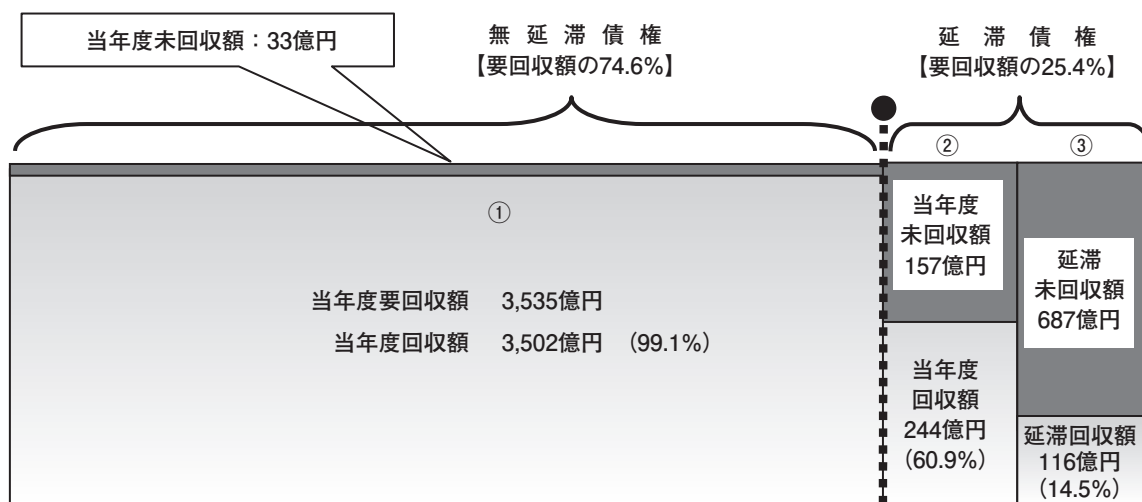 当年度未回収額：33億円
無延滞債権
【要回収額の74.6%】
延滞債権
【要回収額の25.4%】
①
当年度要回収額 3,535億円
当年度回収額 3,502億円 （99.1%）
②
当年度
未回収額
157億円
当年度
回収額
244億円
（60.9%）
③
延滞
未回収額
687億円
延滞回収額
116億円
（14.5%）